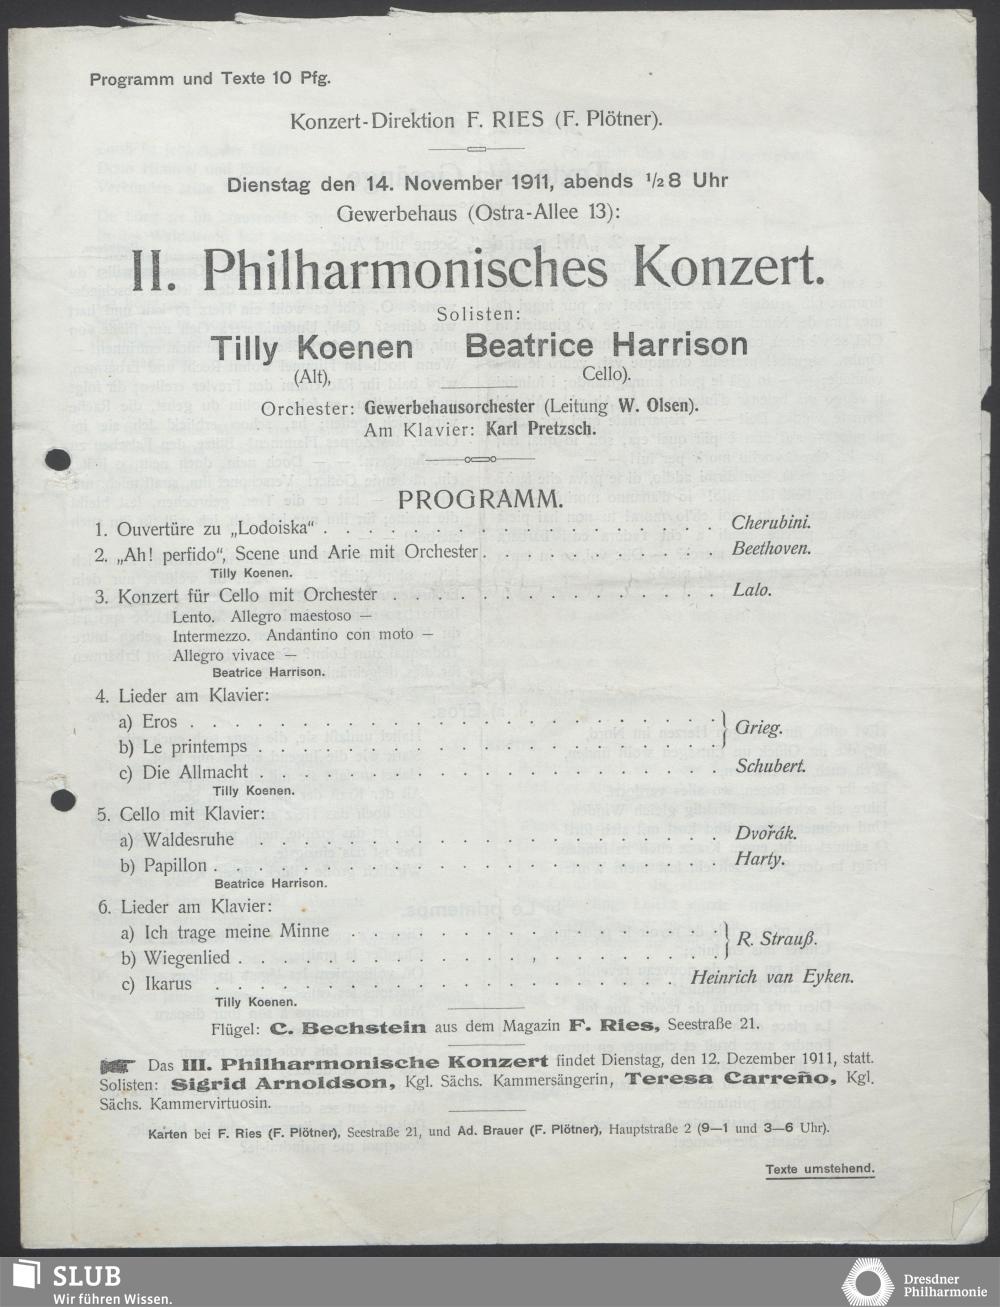 Programm und Texte 10 Pfg.
Konzert-Direktion F. RIES (F. Plötner).
Dienstag den 14. November 1911, abends 1/2 8 Uhr
Gewerbehaus (Ostra-Allee 13):
II. Philharmonisches Konzert.
Solisten:
Tilly Koenen Beatrice Harrison
(Alt), Cello).
Orchester: Gewerbehausorchester (Leitung W. Olsen).
Am Klavier: Karl Pretzsch.
PROGRAMM.
1. Ouvertüre zu „Lodoiska“ . . . . . . . . . . . . . . . . Cherubini.
2. „Ah! perfido“, Scene und Arie mit Orchester . . . . . . . . . . Beethoven.
Tilly Koenen.
3. Konzert für Cello mit Orchester . . . . . . . . . . . . . Lalo.
Lento. Allegro maestoso —
Intermezzo. Andantino con moto —
Allegro vivace —
Beatrice Harrison.
4. Lieder am Klavier:
a) Eros . . . . . . . . . . . . . . . . . . . . . } Grieg.
b) Le printemps . . . . . . . . . . . . . . . . . . .
c) Die Allmacht . . . . . . . . . . . . . . . . . . . Schubert.
Tilly Koenen.
5. Cello mit Klavier:
a) Waldesruhe . . . . . . . . . . . . . . . . . . . Dvořák.
b) Papillon . . . . . . . . . . . . . . . . . . . . Harty.
Beatrice Harrison.
6. Lieder am Klavier:
a) Ich trage meine Minne . . . . . . . . . . . . . . . } R. Strauß.
b) Wiegenlied . . . . . . . . . . . . . . . . . . .
c) Ikarus . . . . . . . . . . . . . . . . . . . Heinrich van Eyken.
Tilly Koenen.
Flügel: C. Bechstein aus dem Magazin F. Ries, Seestraße 21.
☛ Das III. Philharmonische Konzert findet Dienstag, den 12. Dezember 1911, statt.
Solisten: Sigrid Arnoldson, Kgl. Sächs. Kammersängerin, Teresa Carreño, Kgl.
Sächs. Kammervirtuosin.
Karten bei F. Ries (F. Plötner), Seestraße 21, und Ad. Brauer (F. Plötner), Hauptstraße 2 (9—1 und 3—6 Uhr).
Texte umstehend.
SLUB
Wir führen Wissen.
Dresdner
Philharmonie